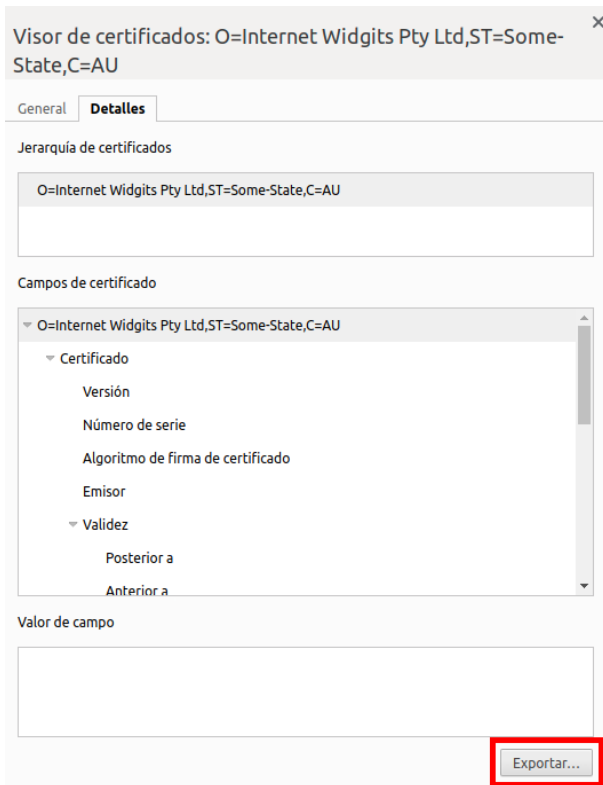 Visor de certificados: O=Internet Widgits Pty Ltd,ST=Some-
State,C=AU
General Detalles
Jerarquía de certificados
O=Internet Widgits Pty Ltd,ST=Some-State,C=AU
Campos de certificado
O=Internet Widgits Pty Ltd,ST=Some-State,C=AU
Certificado
Versión
Número de serie
Algoritmo de firma de certificado
Emisor
Validez
Posterior a
Anterior a
Valor de campo
Exportar...